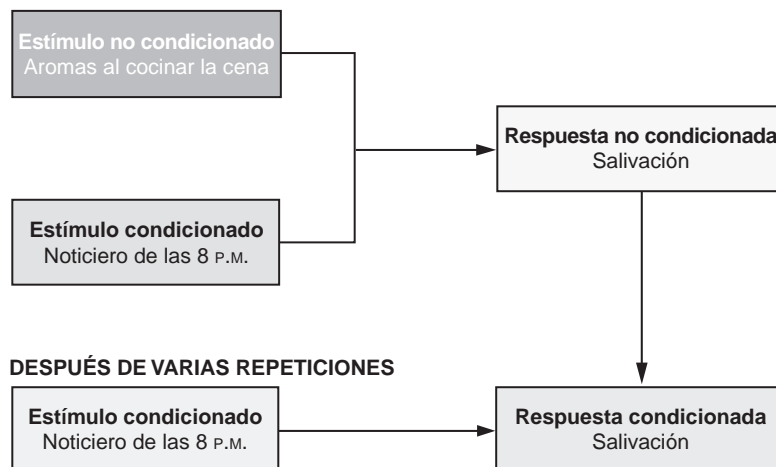 Estímulo no condicionado
Aromas al cocinar la cena
Respuesta no condicionada
Salivación
Estímulo condicionado
Noticiero de las 8 P.M.
DESPUÉS DE VARIAS REPETICIONES
Estímulo condicionado
Noticiero de las 8 P.M.
Respuesta condicionada
Salivación